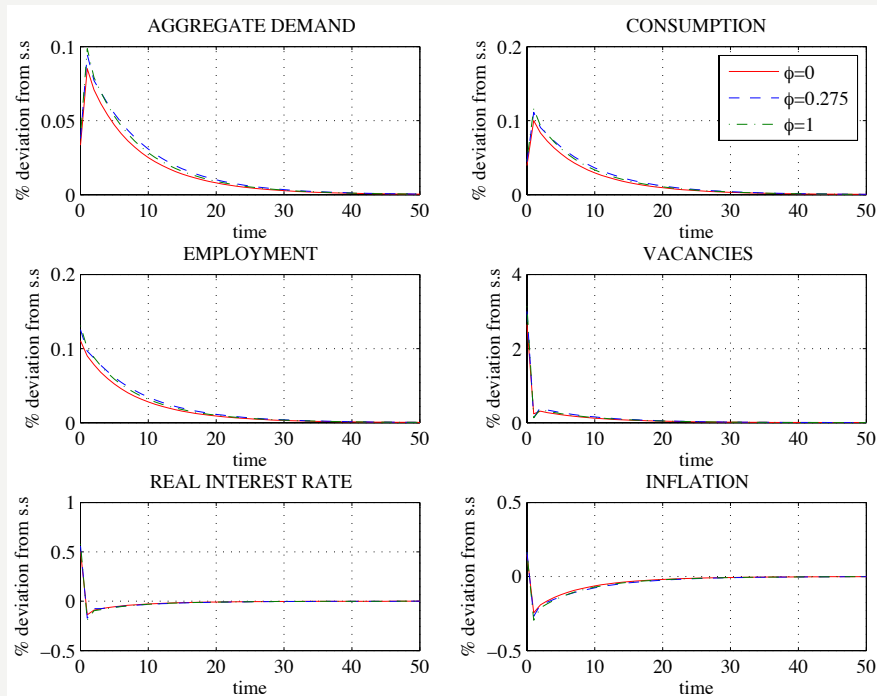 AGGREGATE DEMAND
% deviation from s.s
0.1
0.05
0
0 10 20 30 40 50
time
CONSUMPTION
% deviation from s.s
0.2
0.1
0
0 10 20 30 40 50
time
ϕ=0
ϕ=0.275
ϕ=1
EMPLOYMENT
% deviation from s.s
0.2
0.1
0
0 10 20 30 40 50
time
VACANCIES
% deviation from s.s
4
2
0
0 10 20 30 40 50
time
REAL INTEREST RATE
% deviation from s.s
1
0.5
0
−0.5
0 10 20 30 40 50
time
INFLATION
% deviation from s.s
0.5
0
−0.5
0 10 20 30 40 50
time